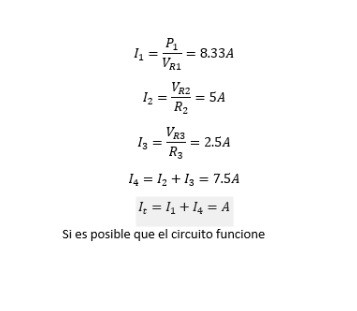 I₁ = P₁ / V_R1 = 8.33A
I₂ = V_R2 / R₂ = 5A
I₃ = V_R3 / R₃ = 2.5A
I₄ = I₂ + I₃ = 7.5A
Iₜ = I₁ + I₄ = A
Si es posible que el circuito funcione